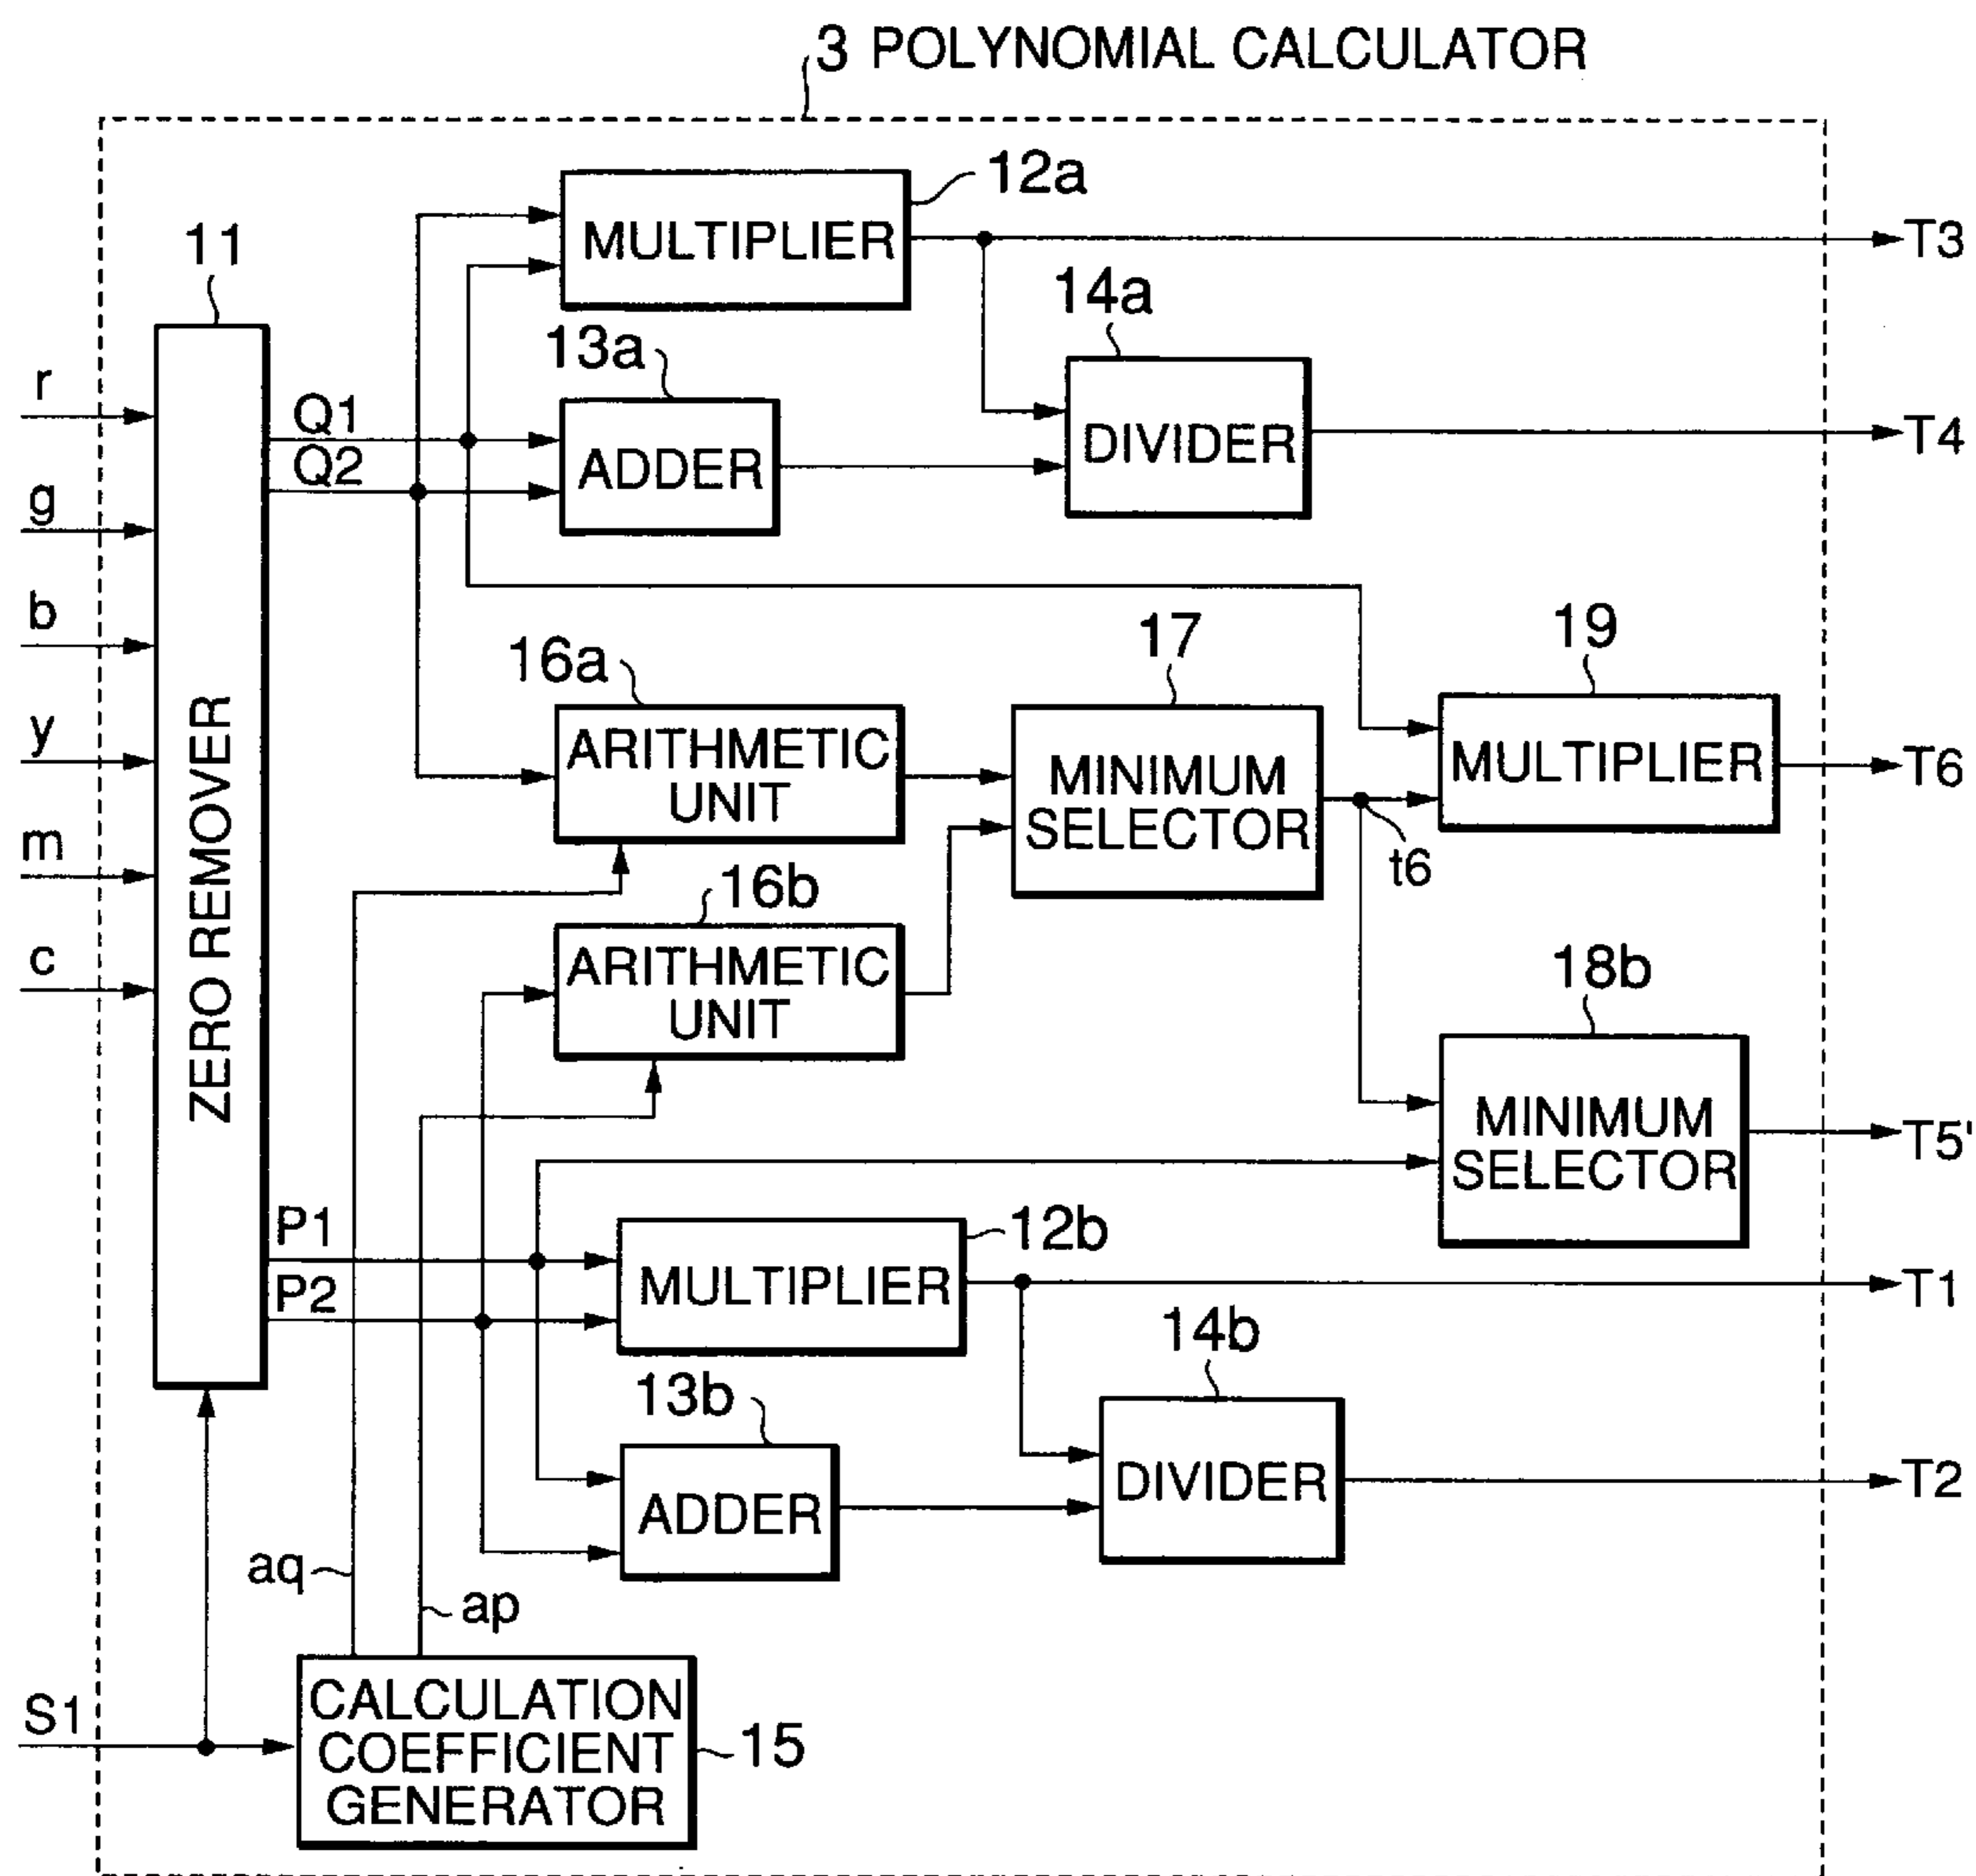 3 POLYNOMIAL CALCULATOR
12a
MULTIPLIER
T3
11
14a
13a
r
Q1
DIVIDER
T4
Q2
ADDER
g
b
19
17
16a
y
ARITHMETIC
UNIT
MINIMUM
SELECTOR
MULTIPLIER
T6
ZERO REMOVER
m
t6
16b
c
ARITHMETIC
UNIT
18b
MINIMUM
SELECTOR
T5'
P1
12b
P2
MULTIPLIER
T1
14b
13b
DIVIDER
T2
ADDER
aq
ap
S1
CALCULATION
COEFFICIENT
GENERATOR
15